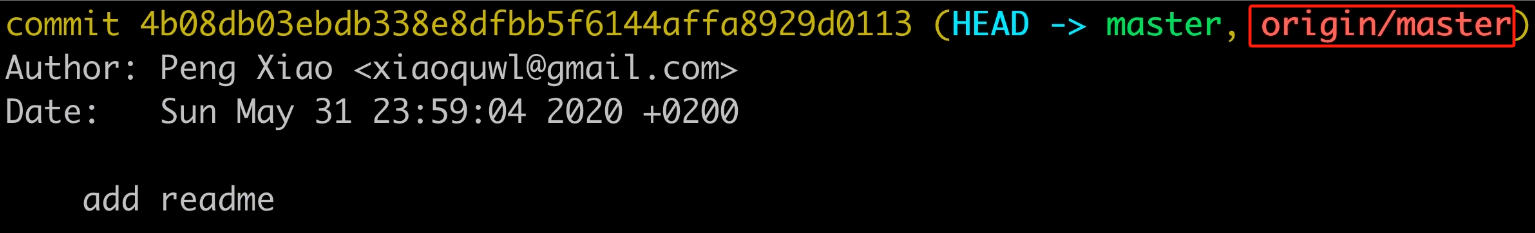 commit 4b08db03ebdb338e8dfbb5f6144affa8929d0113 (HEAD -> master, origin/master)
Author: Peng Xiao <xiaoquwl@gmail.com>
Date:   Sun May 31 23:59:04 2020 +0200
add readme